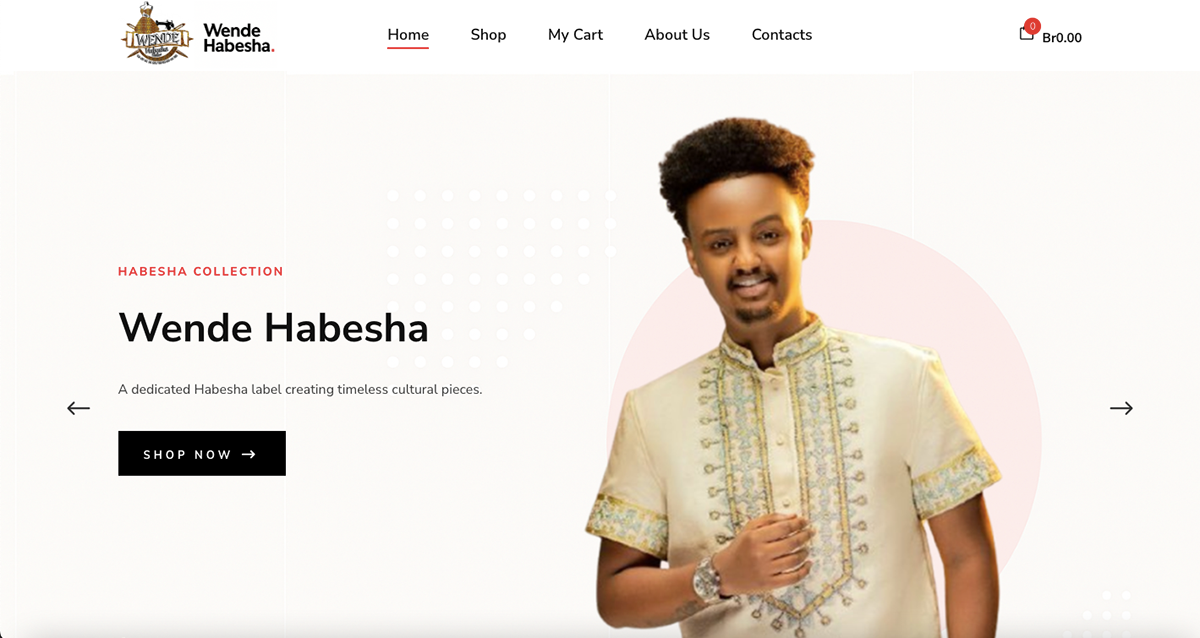 WENDE
Habesha
Wende
Habesha.
Home
Shop
My Cart
About Us
Contacts
0
Br0.00
HABESHA COLLECTION
Wende Habesha
A dedicated Habesha label creating timeless cultural pieces.
SHOP NOW